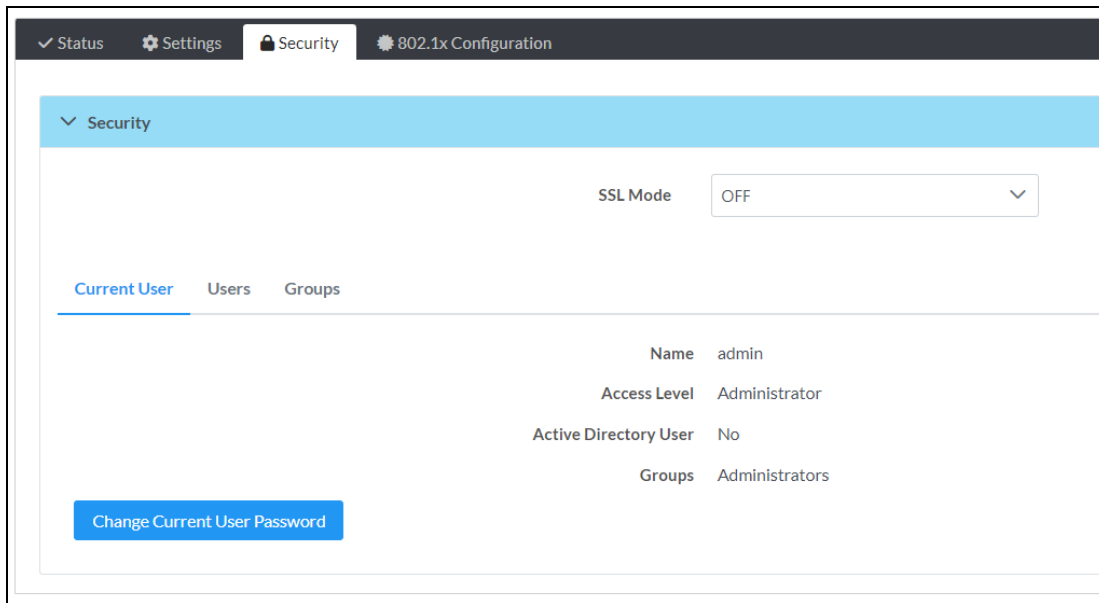 Status Settings Security 802.1x Configuration
Security
SSL Mode OFF
Current User Users Groups
Name admin
Access Level Administrator
Active Directory User No
Groups Administrators
Change Current User Password